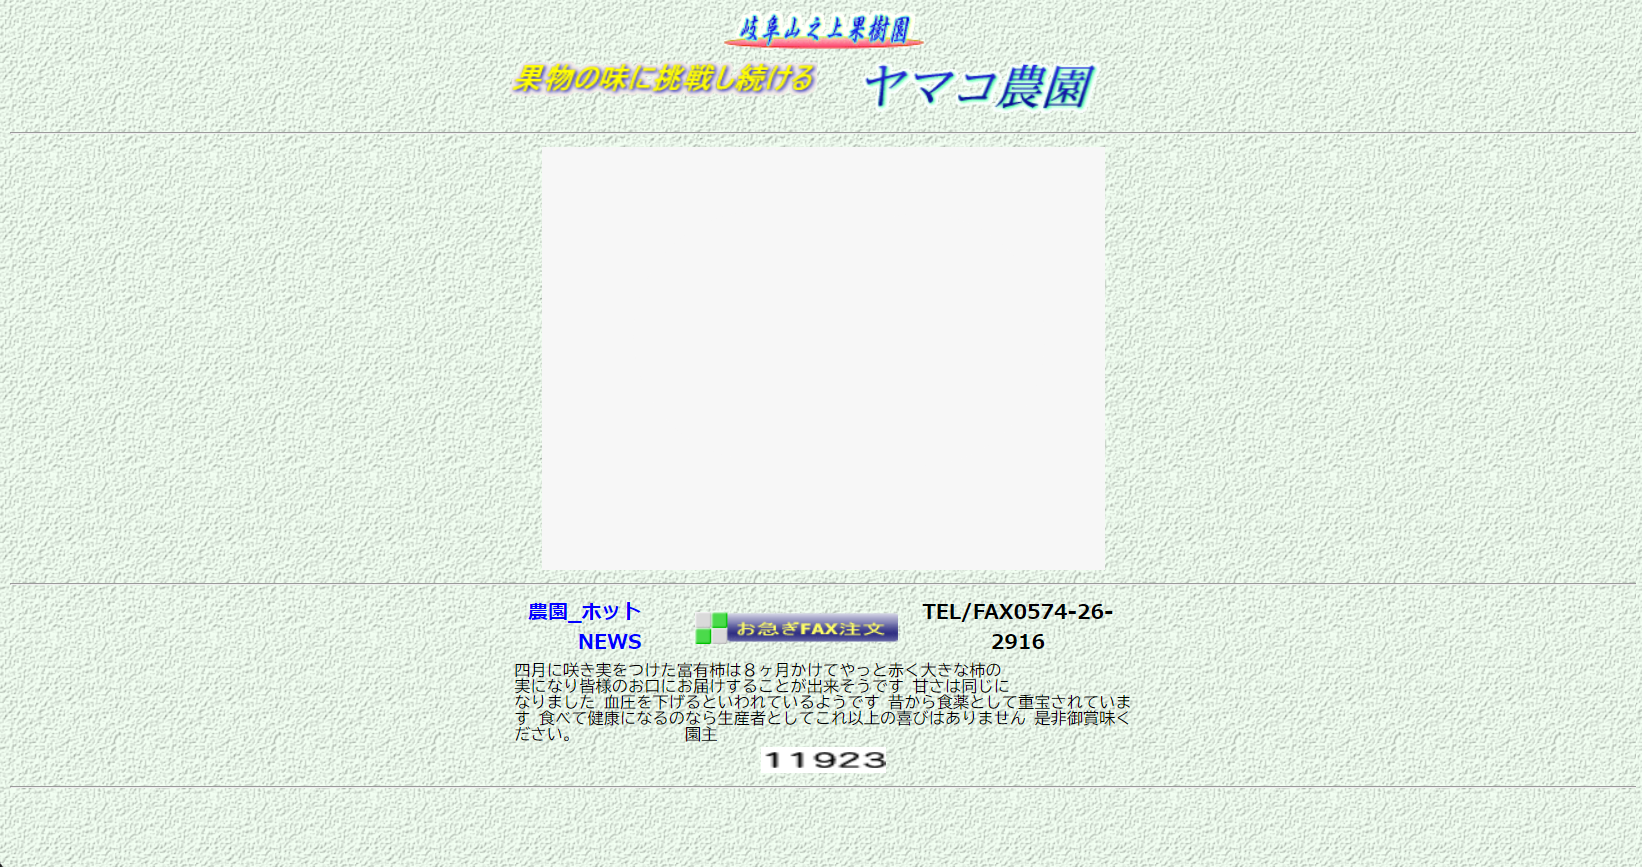 岐阜山之上果樹園
果物の味に挑戦し続ける
ヤマコ農園
農園_ホット
NEWS
お急ぎFAX注文
TEL/FAX0574-26-
2916
四月に咲き実をつけた富有柿は８ヶ月かけてやっと赤く大きな柿の
実になり皆様のお口にお届けすることが出来そうです 甘さは同じに
なりました 血圧を下げるといわれているようです 昔から食薬として重宝されていま
す 食べて健康になるのなら生産者としてこれ以上の喜びはありません 是非御賞味く
ださい。 園主
11923